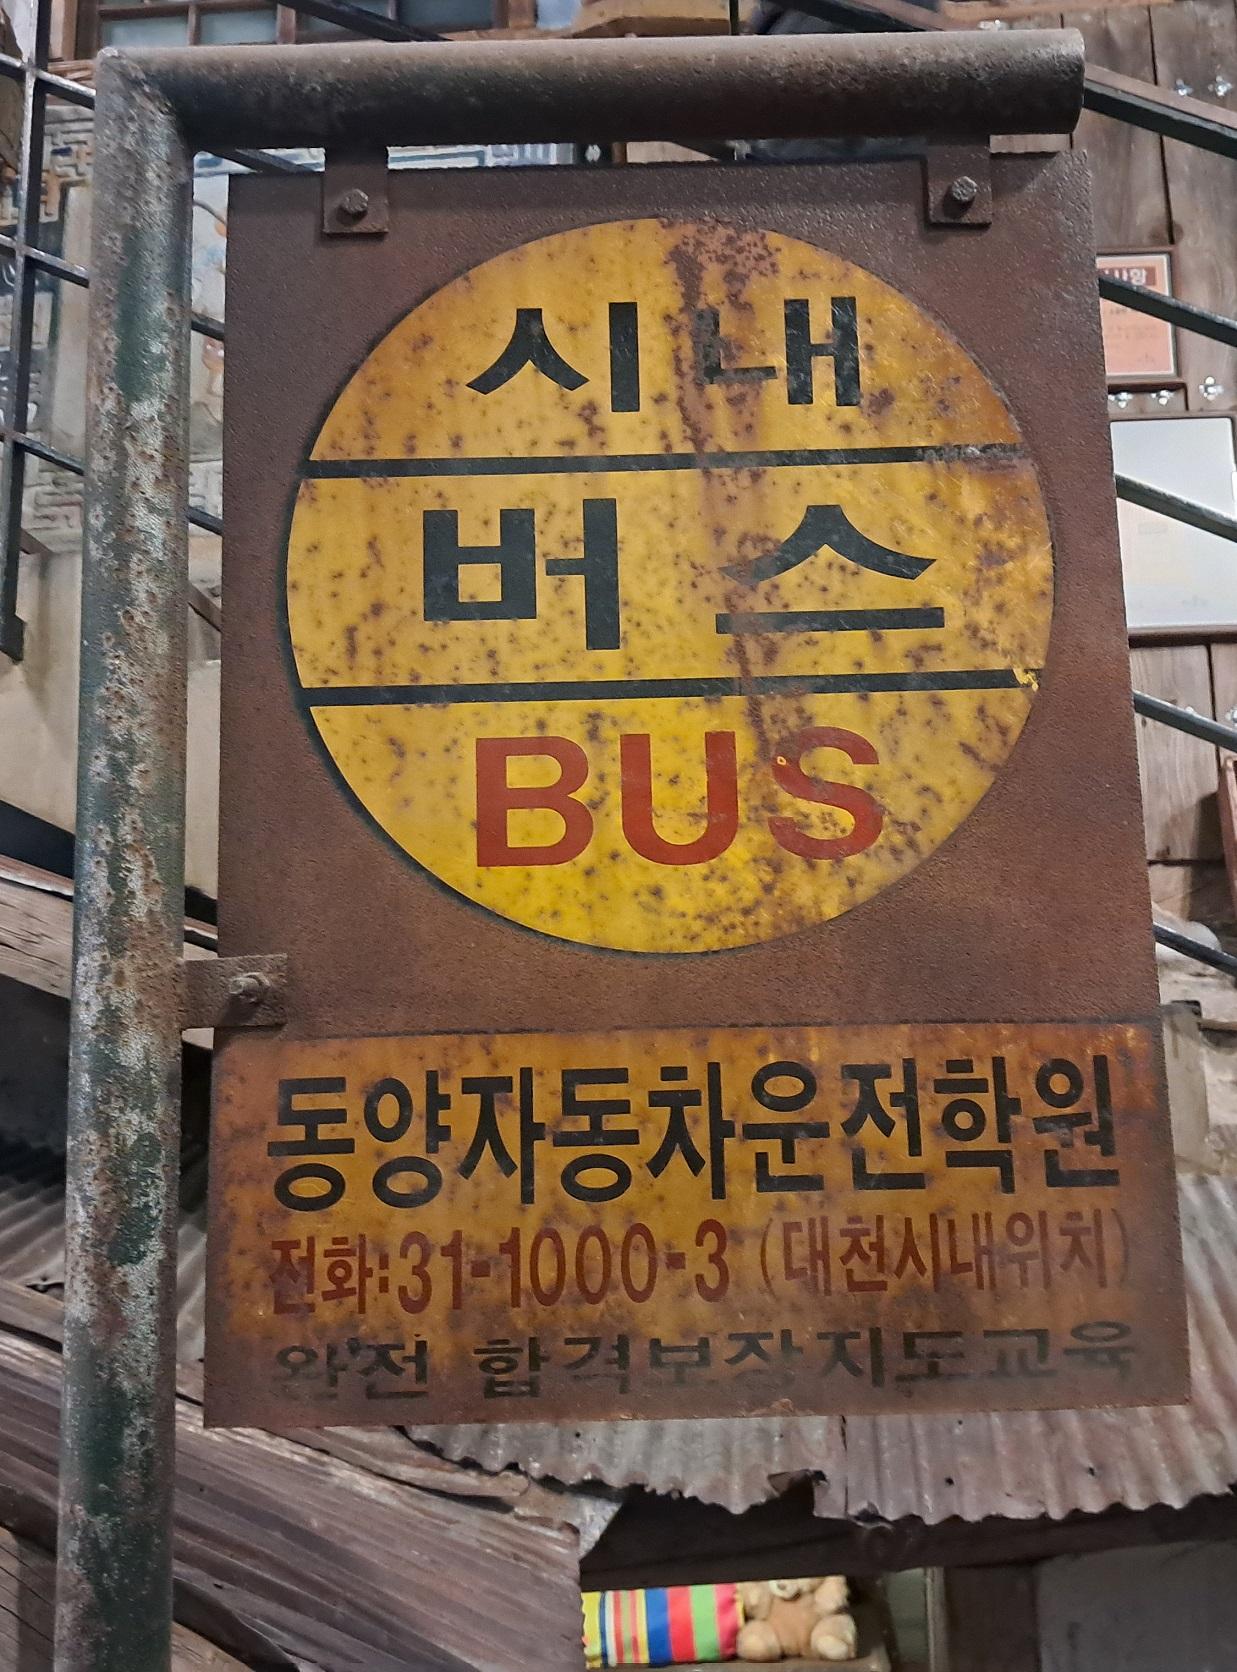 시내
버스
BUS
동양자동차운전학원
전화:31-1000-3 (대천시내위치)
완전 합격보장지도교육